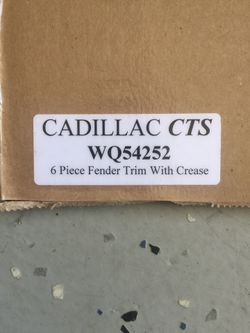 CADILLAC CTS
WQ54252
6 Piece Fender Trim With Crease